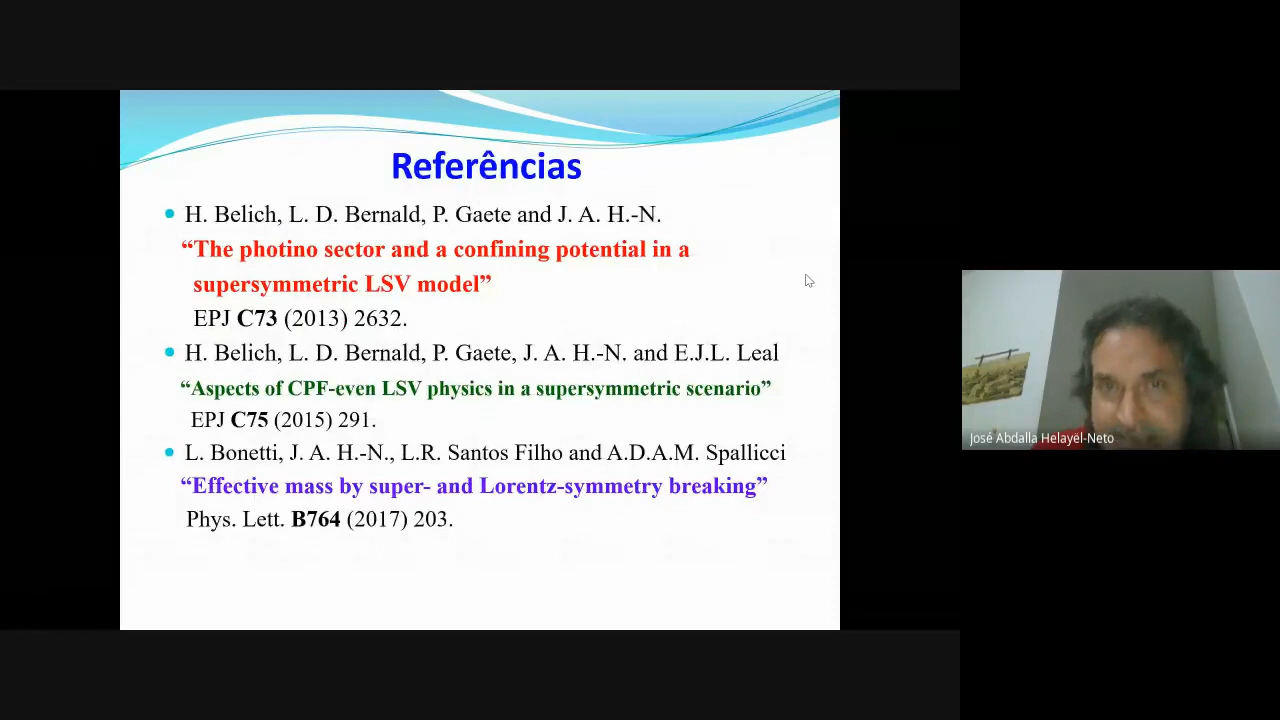 Referências
H. Belich, L. D. Bernald, P. Gaete and J. A. H.-N.
“The photino sector and a confining potential in a
supersymmetric LSV model”
EPJ C73 (2013) 2632.
H. Belich, L. D. Bernald, P. Gaete, J. A. H.-N. and E.J.L. Leal
“Aspects of CPF-even LSV physics in a supersymmetric scenario”
EPJ C75 (2015) 291.
L. Bonetti, J. A. H.-N., L.R. Santos Filho and A.D.A.M. Spallicci
“Effective mass by super- and Lorentz-symmetry breaking”
Phys. Lett. B764 (2017) 203.
José Abdalla Helayël-Neto